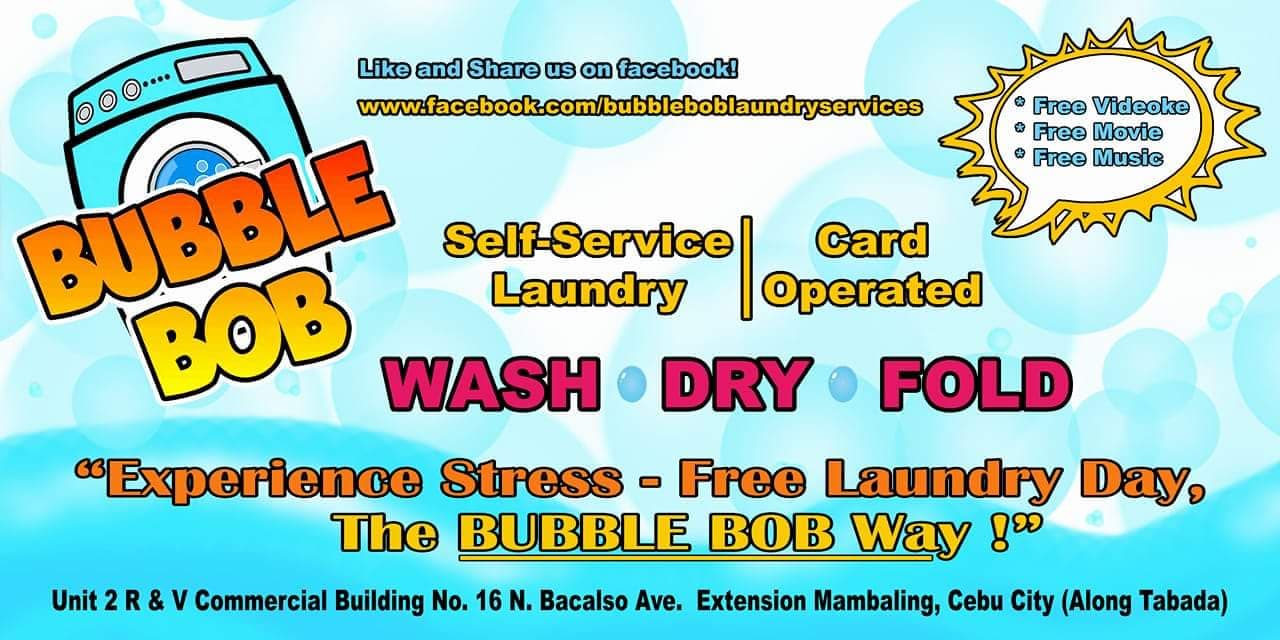 BUBBLE
BOB
Like and Share us on facebook!
www.facebook.com/bubbleboblaundryservices
* Free Videoke
* Free Movie
* Free Music
Self-Service
Laundry
Card
Operated
WASH DRY FOLD
“Experience Stress - Free Laundry Day,
The BUBBLE BOB Way !”
Unit 2 R & V Commercial Building No. 16 N. Bacalso Ave. Extension Mambaling, Cebu City (Along Tabada)